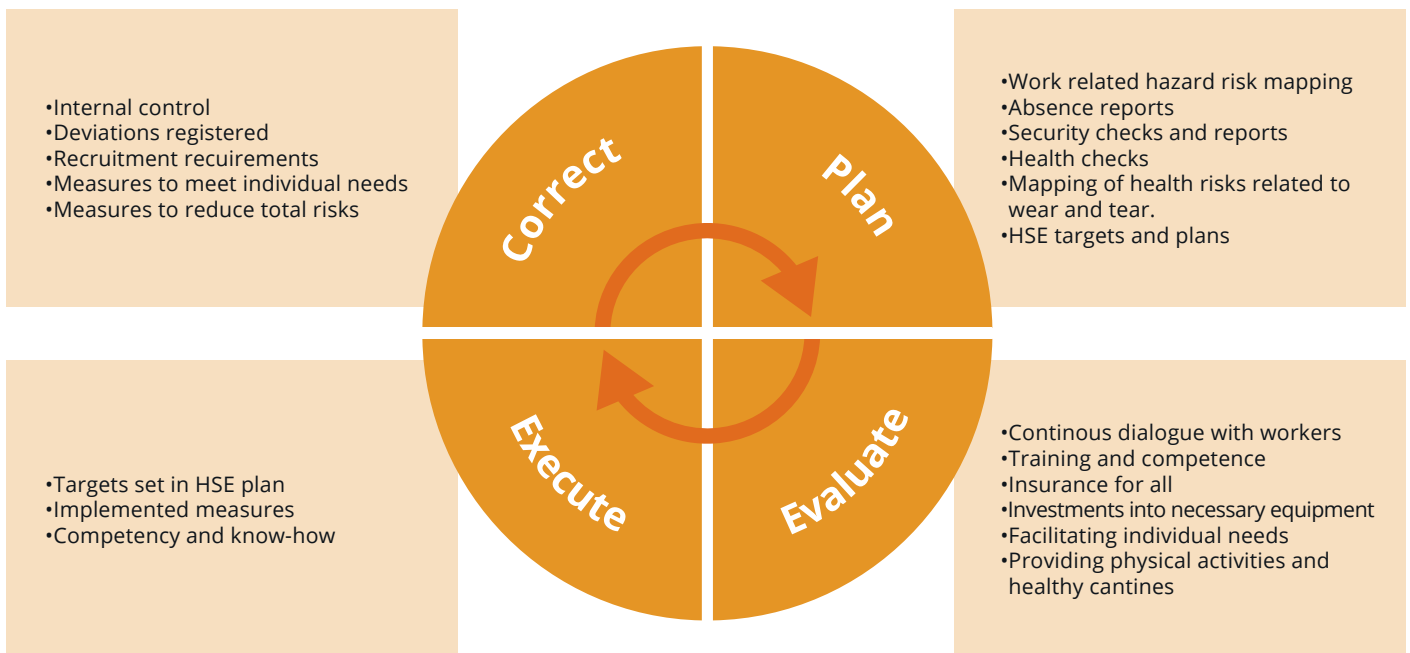 •Internal control
•Deviations registered
•Recruitment recuirements
•Measures to meet individual needs
•Measures to reduce total risks
Correct
Plan
•Work related hazard risk mapping
•Absence reports
•Security checks and reports
•Health checks
•Mapping of health risks related to
wear and tear.
•HSE targets and plans
•Targets set in HSE plan
•Implemented measures
•Competency and know-how
Execute
Evaluate
•Continous dialogue with workers
•Training and competence
•Insurance for all
•Investments into necessary equipment
•Facilitating individual needs
•Providing physical activities and
healthy cantines